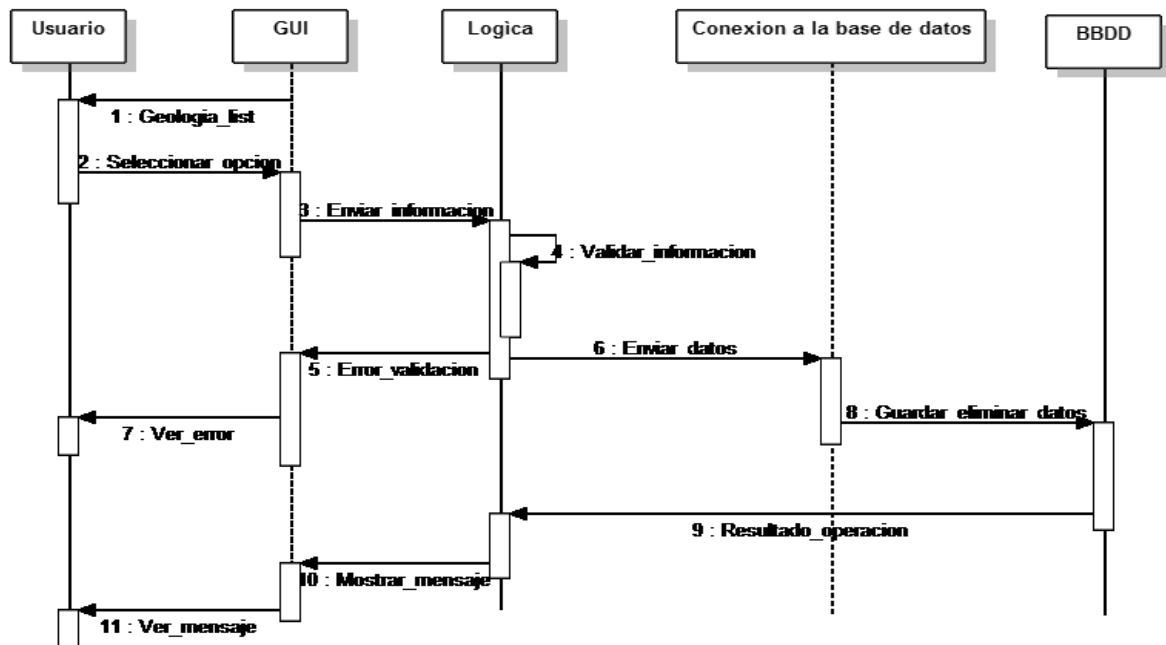 Usuario
GUI
Logìca
Conexion a la base de datos
BBDD
1 : Geologia_list
2 : Seleccionar_opcion
3 : Enviar_informacion
4 : Validar_informacion
5 : Error_validacion
6 : Enviar_datos
7 : Ver_error
8 : Guardar_eliminar_datos
9 : Resultado_operacion
10 : Mostrar_mensaje
11 : Ver_mensaje